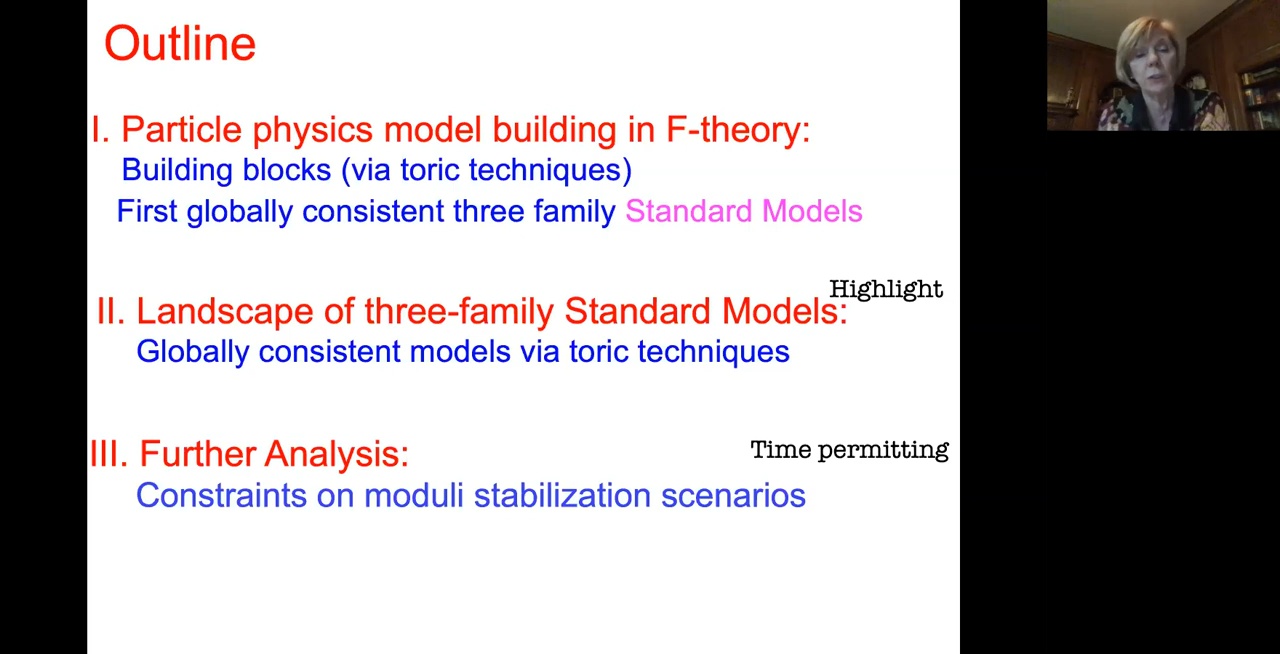 Outline
I. Particle physics model building in F-theory:
Building blocks (via toric techniques)
First globally consistent three family Standard Models
Highlight
II. Landscape of three-family Standard Models:
Globally consistent models via toric techniques
Time permitting
III. Further Analysis:
Constraints on moduli stabilization scenarios